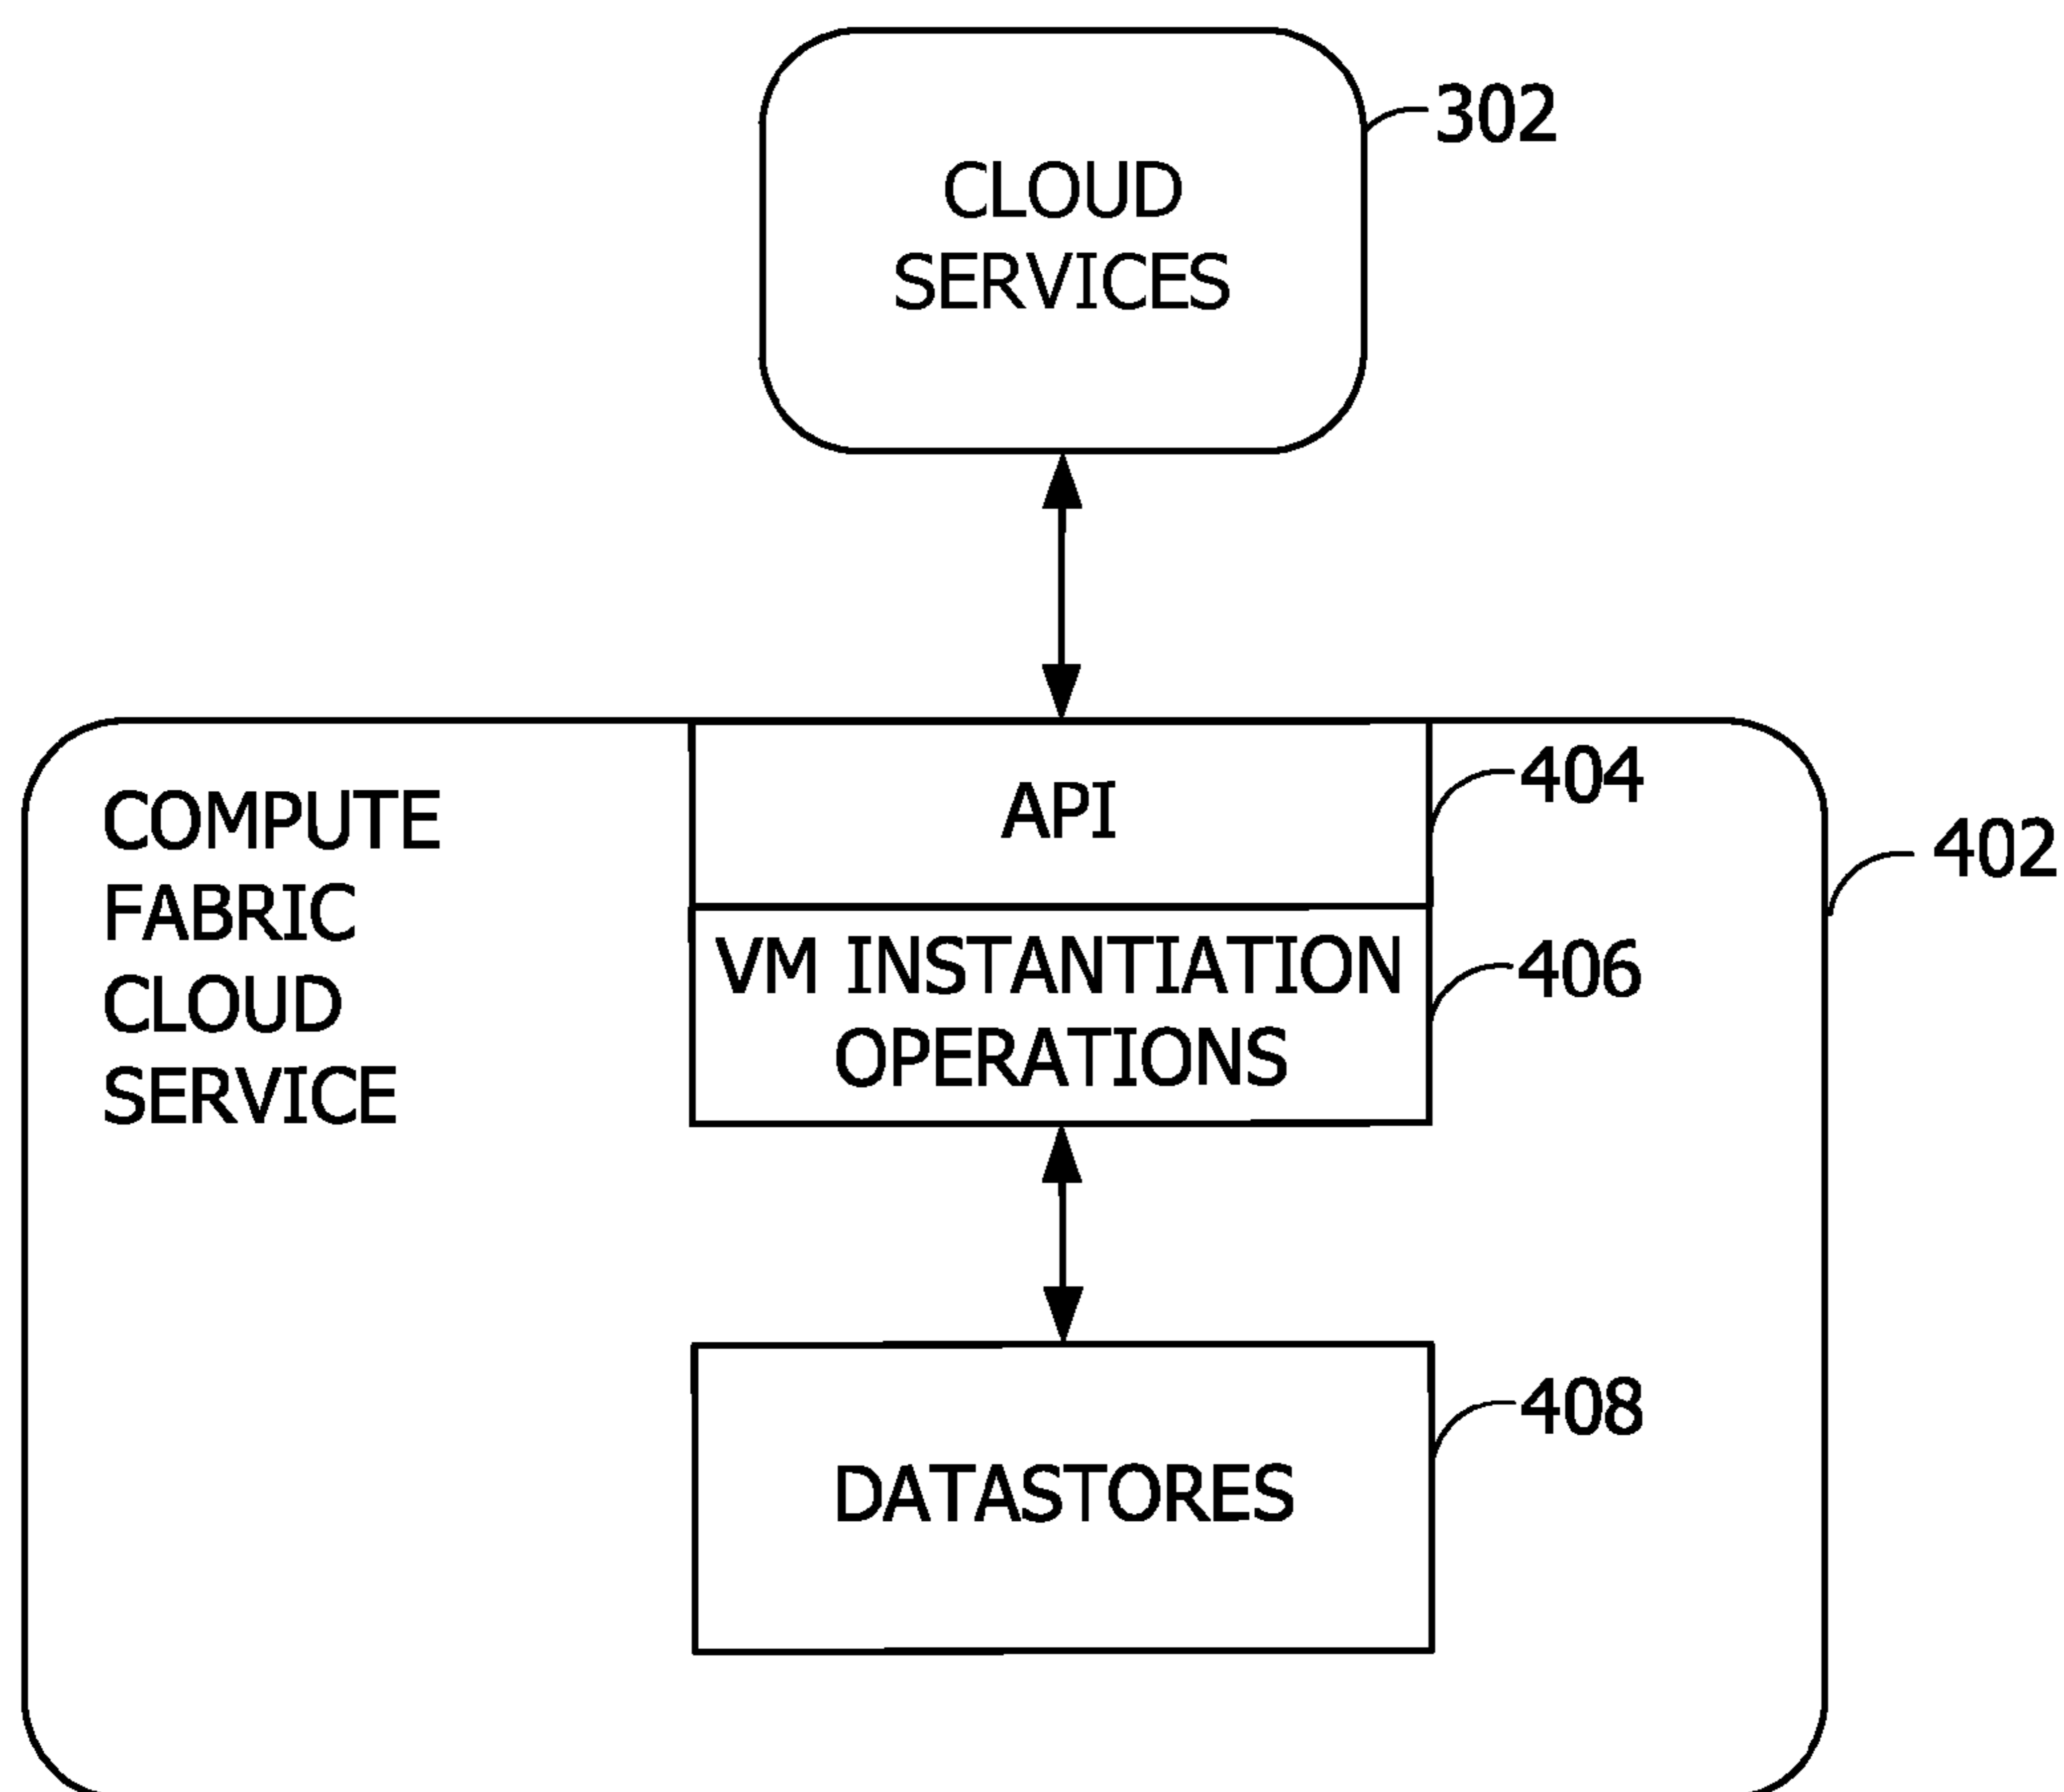 CLOUD
SERVICES
302
API
404
COMPUTE
FABRIC
CLOUD
SERVICE
402
VM INSTANTIATION
OPERATIONS
406
DATASTORES
408